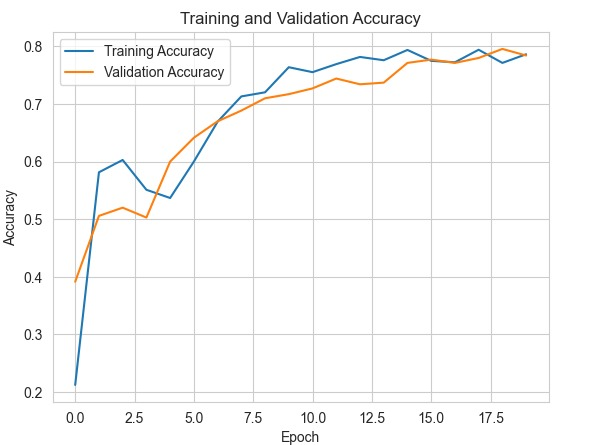 Training and Validation Accuracy
Training Accuracy
Validation Accuracy
0.8
0.7
0.6
0.5
0.4
0.3
0.2
Accuracy
0.0 2.5 5.0 7.5 10.0 12.5 15.0 17.5
Epoch